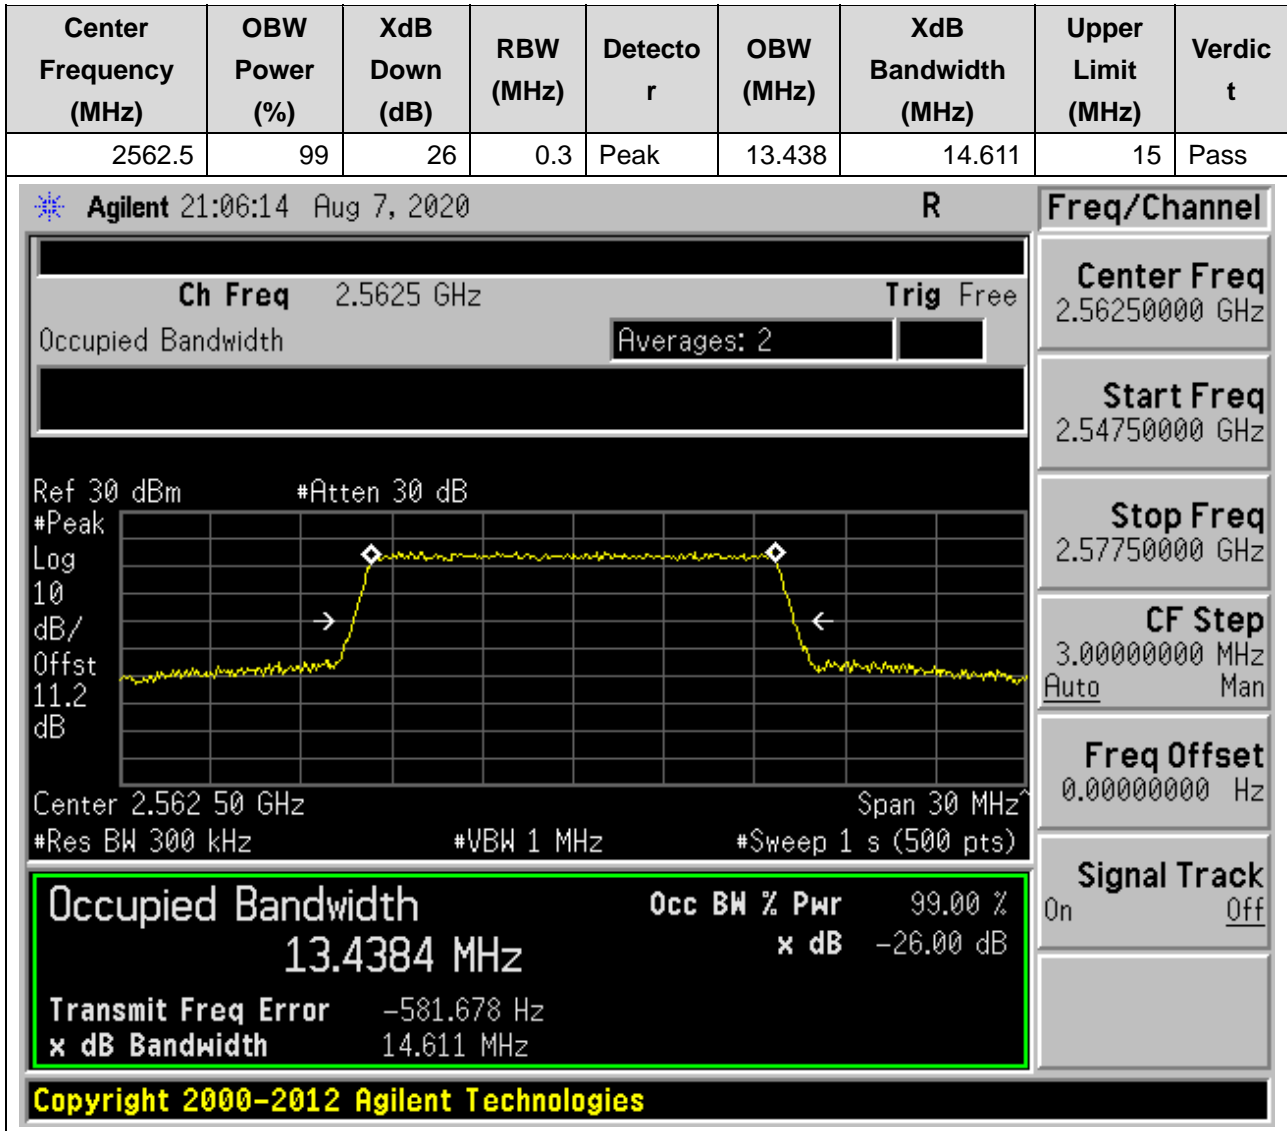 Center Frequency (MHz) OBW Power (%) XdB Down (dB) RBW (MHz) Detecto r OBW (MHz) XdB Bandwidth (MHz) Upper Limit (MHz) Verdic t
2562.5 99 26 0.3 Peak 13.438 14.611 15 Pass
Agilent 21:06:14 Aug 7, 2020 R
Freq/Channel
Ch Freq 2.5625 GHz Trig Free
Occupied Bandwidth Averages: 2
Ref 30 dBm #Atten 30 dB
#Peak
Log
10
dB/
Offst
11.2
dB
Center 2.562 50 GHz Span 30 MHz^
#Res BW 300 kHz #VBW 1 MHz #Sweep 1 s (500 pts)
Occupied Bandwidth Occ BW % Pwr 99.00 %
13.4384 MHz x dB -26.00 dB
Transmit Freq Error -581.678 Hz
x dB Bandwidth 14.611 MHz
Center Freq
2.56250000 GHz
Start Freq
2.54750000 GHz
Stop Freq
2.57750000 GHz
CF Step
3.00000000 MHz
Auto Man
Freq Offset
0.00000000 Hz
Signal Track
On Off
Copyright 2000-2012 Agilent Technologies